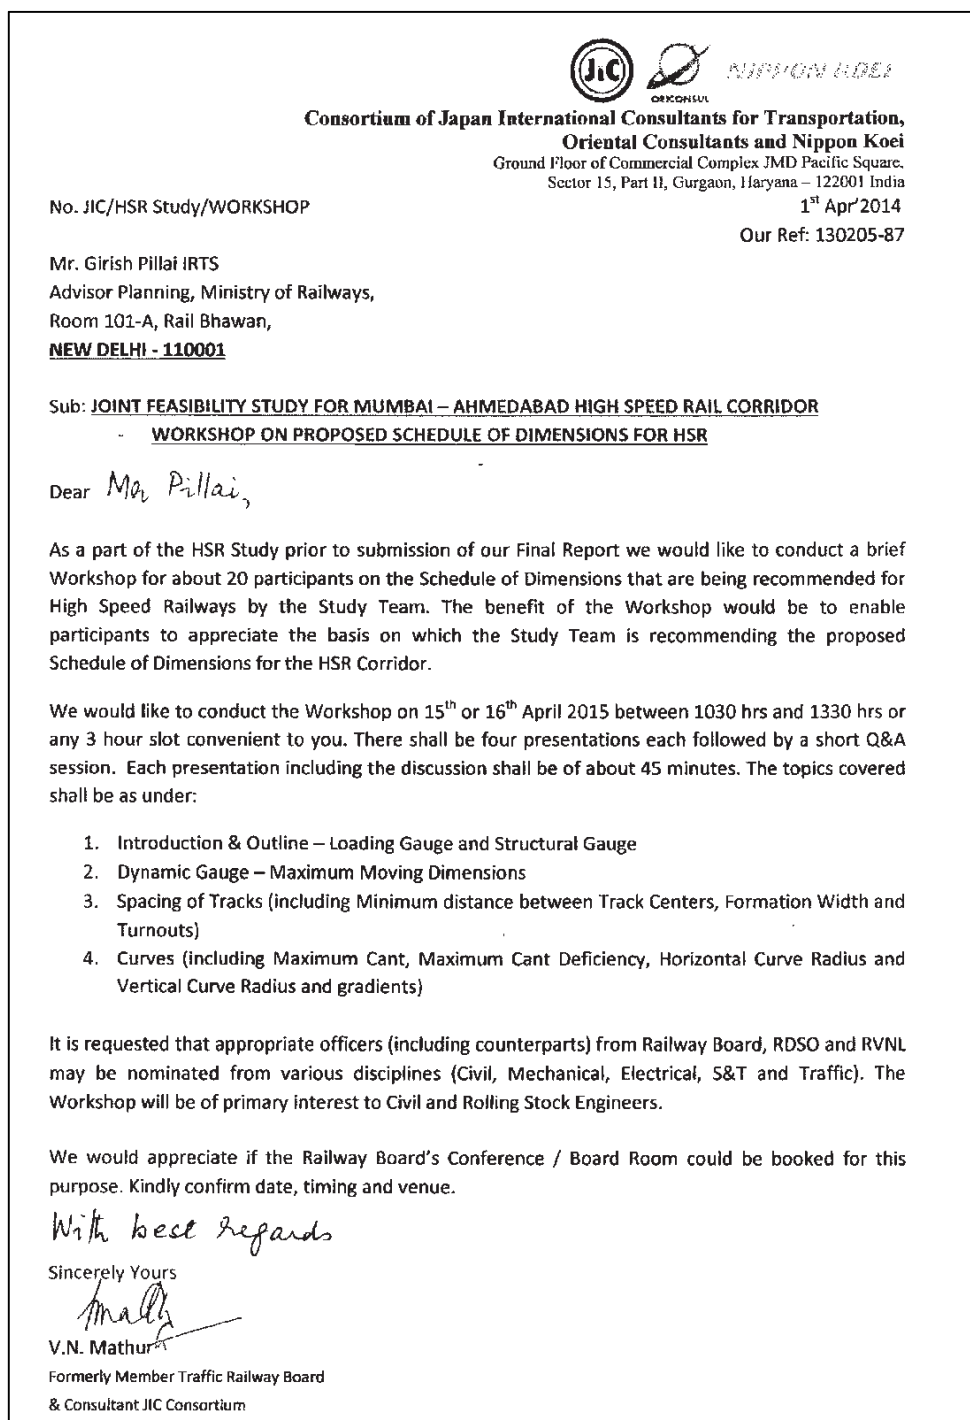 JiC
ORICONSUL
NIPPON KOEI
Consortium of Japan International Consultants for Transportation,
Oriental Consultants and Nippon Koei
Ground Floor of Commercial Complex JMD Pacific Square,
Sector 15, Part II, Gurgaon, Haryana – 122001 India
No. JIC/HSR Study/WORKSHOP
1st Apr'2014
Our Ref: 130205-87
Mr. Girish Pillai IRTS
Advisor Planning, Ministry of Railways,
Room 101-A, Rail Bhawan,
NEW DELHI - 110001
Sub: JOINT FEASIBILITY STUDY FOR MUMBAI – AHMEDABAD HIGH SPEED RAIL CORRIDOR
- WORKSHOP ON PROPOSED SCHEDULE OF DIMENSIONS FOR HSR
Dear Mr Pillai,
As a part of the HSR Study prior to submission of our Final Report we would like to conduct a brief
Workshop for about 20 participants on the Schedule of Dimensions that are being recommended for
High Speed Railways by the Study Team. The benefit of the Workshop would be to enable
participants to appreciate the basis on which the Study Team is recommending the proposed
Schedule of Dimensions for the HSR Corridor.
We would like to conduct the Workshop on 15th or 16th April 2015 between 1030 hrs and 1330 hrs or
any 3 hour slot convenient to you. There shall be four presentations each followed by a short Q&A
session. Each presentation including the discussion shall be of about 45 minutes. The topics covered
shall be as under:
1. Introduction & Outline – Loading Gauge and Structural Gauge
2. Dynamic Gauge – Maximum Moving Dimensions
3. Spacing of Tracks (including Minimum distance between Track Centers, Formation Width and
Turnouts)
4. Curves (including Maximum Cant, Maximum Cant Deficiency, Horizontal Curve Radius and
Vertical Curve Radius and gradients)
It is requested that appropriate officers (including counterparts) from Railway Board, RDSO and RVNL
may be nominated from various disciplines (Civil, Mechanical, Electrical, S&T and Traffic). The
Workshop will be of primary interest to Civil and Rolling Stock Engineers.
We would appreciate if the Railway Board's Conference / Board Room could be booked for this
purpose. Kindly confirm date, timing and venue.
With best regards
Sincerely Yours
V.N. Mathur
Formerly Member Traffic Railway Board
& Consultant JIC Consortium